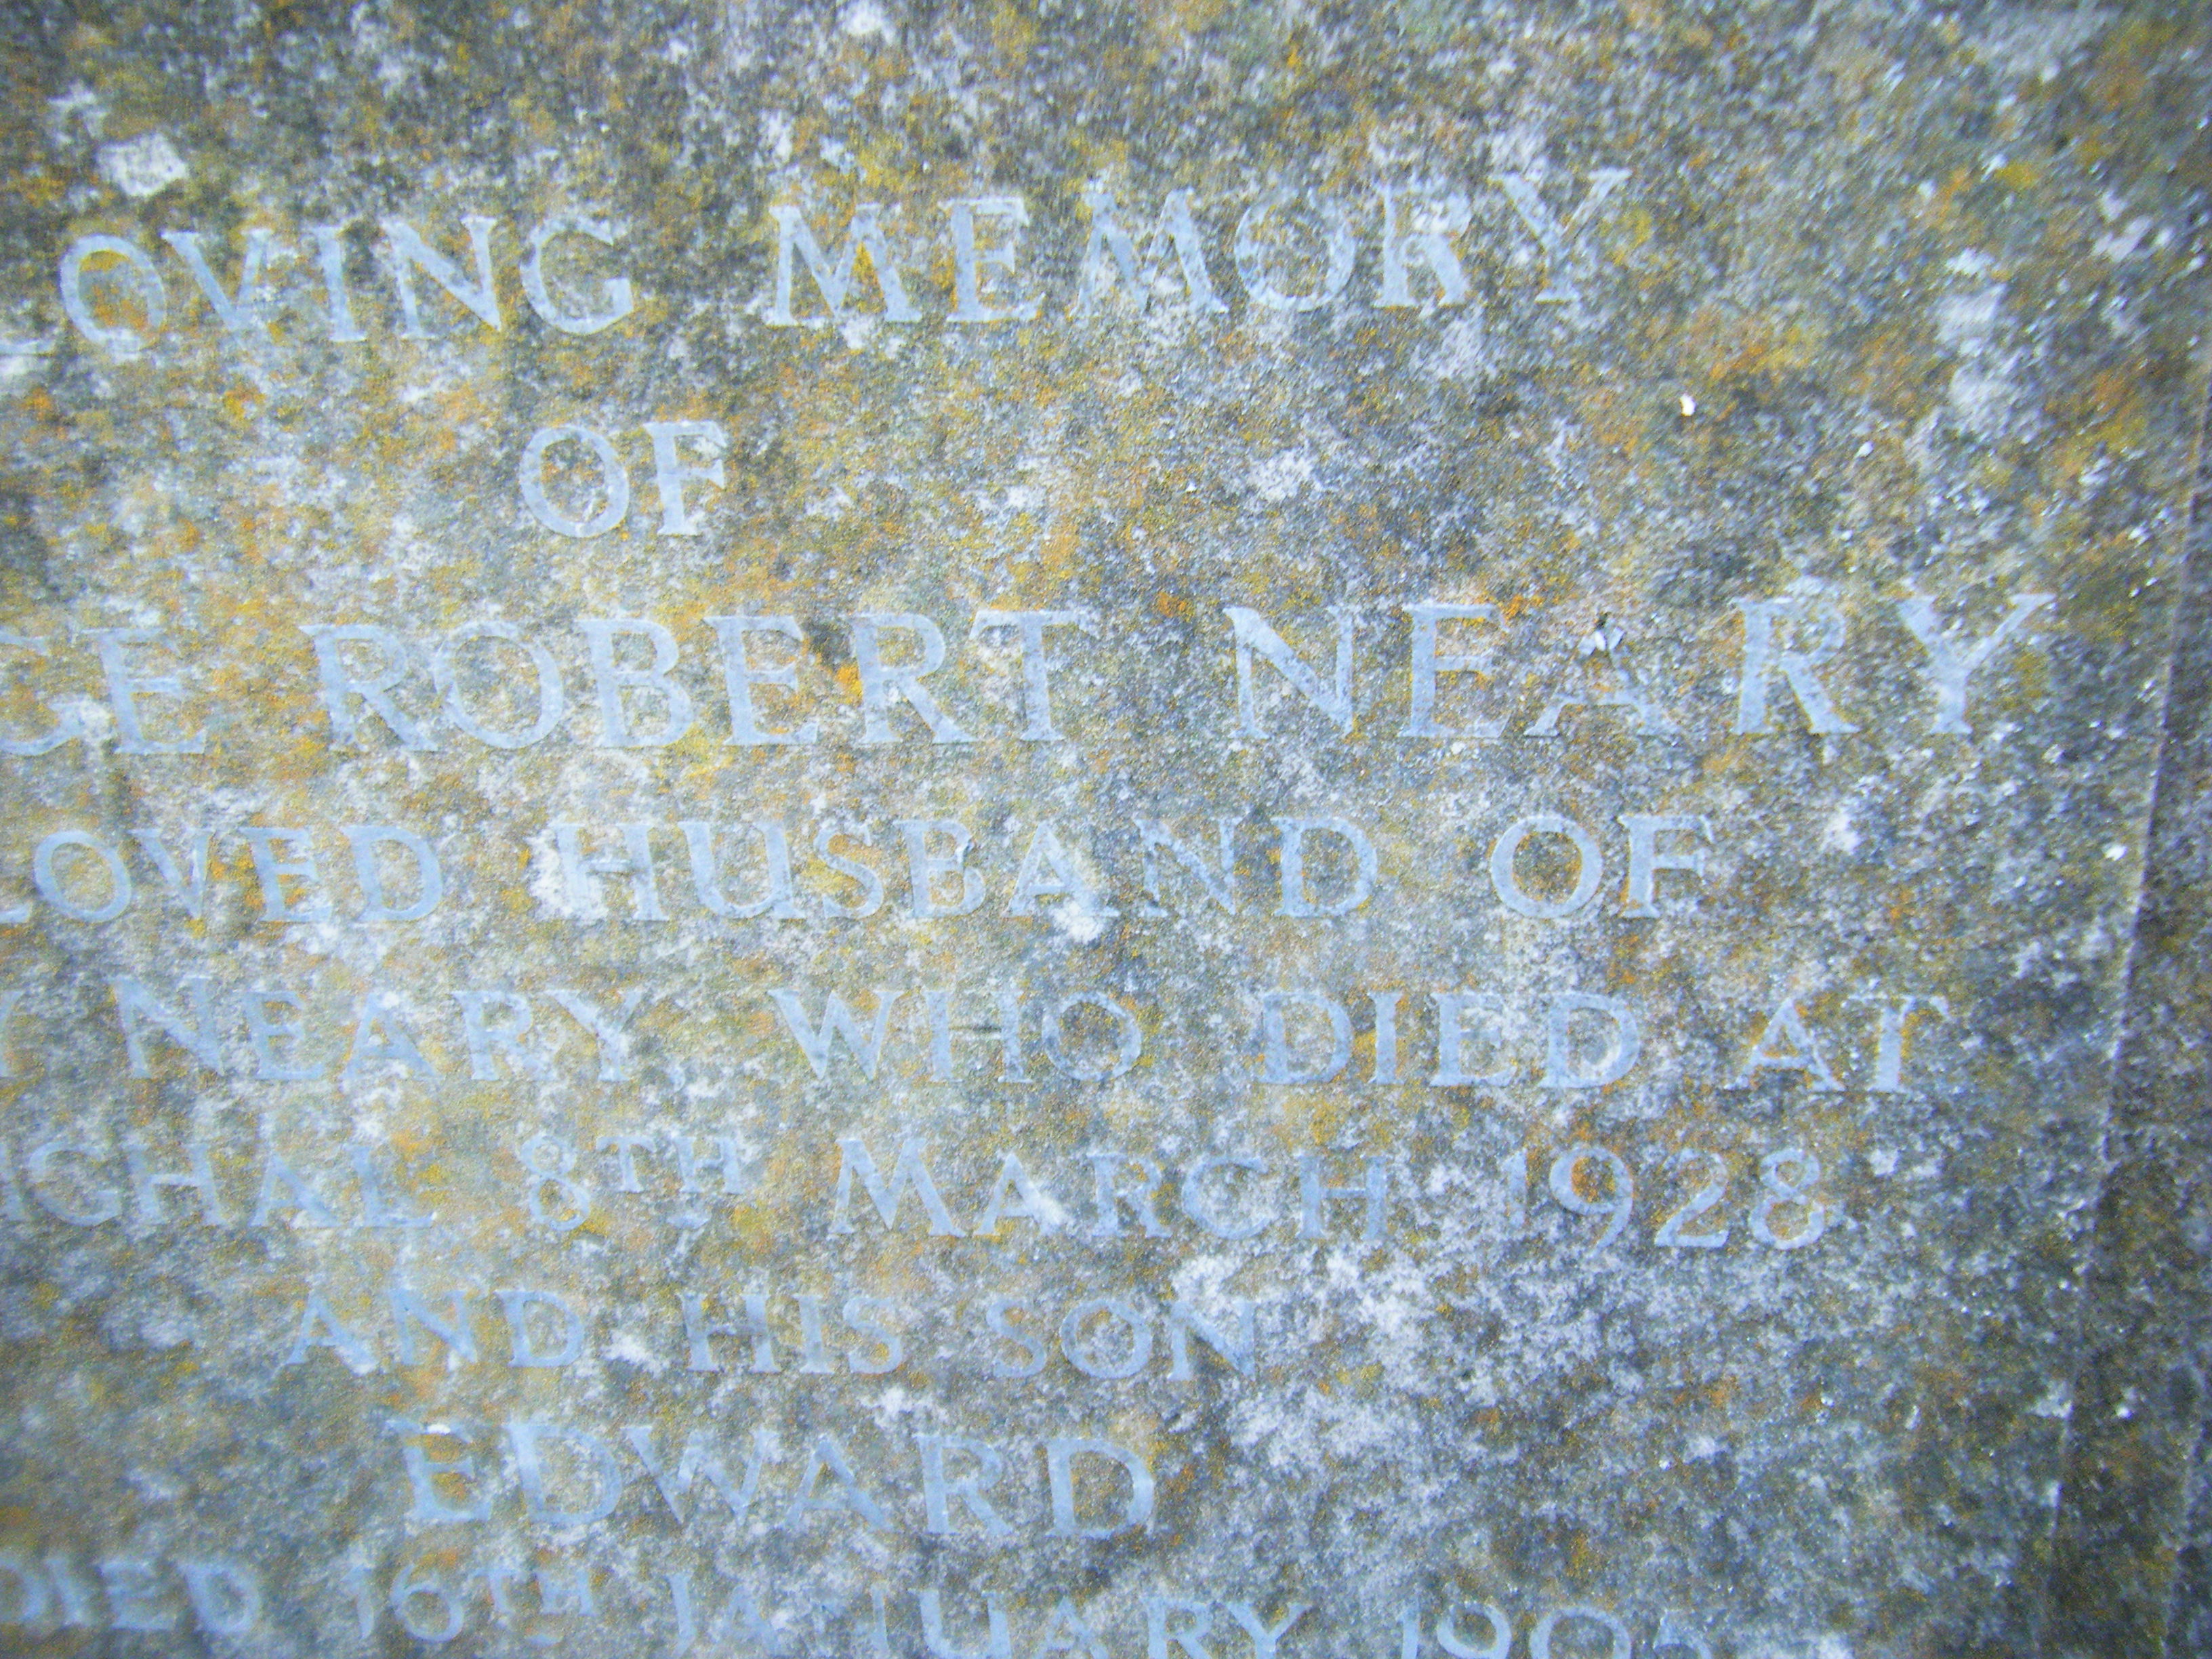 LOVING MEMORY
OF
GE ROBERT NEARY
LOVED HUSBAND OF
NEARY, WHO DIED AT
GHAL 8TH MARCH 1928
AND HIS SON
EDWARD
DIED 16TH JANUARY